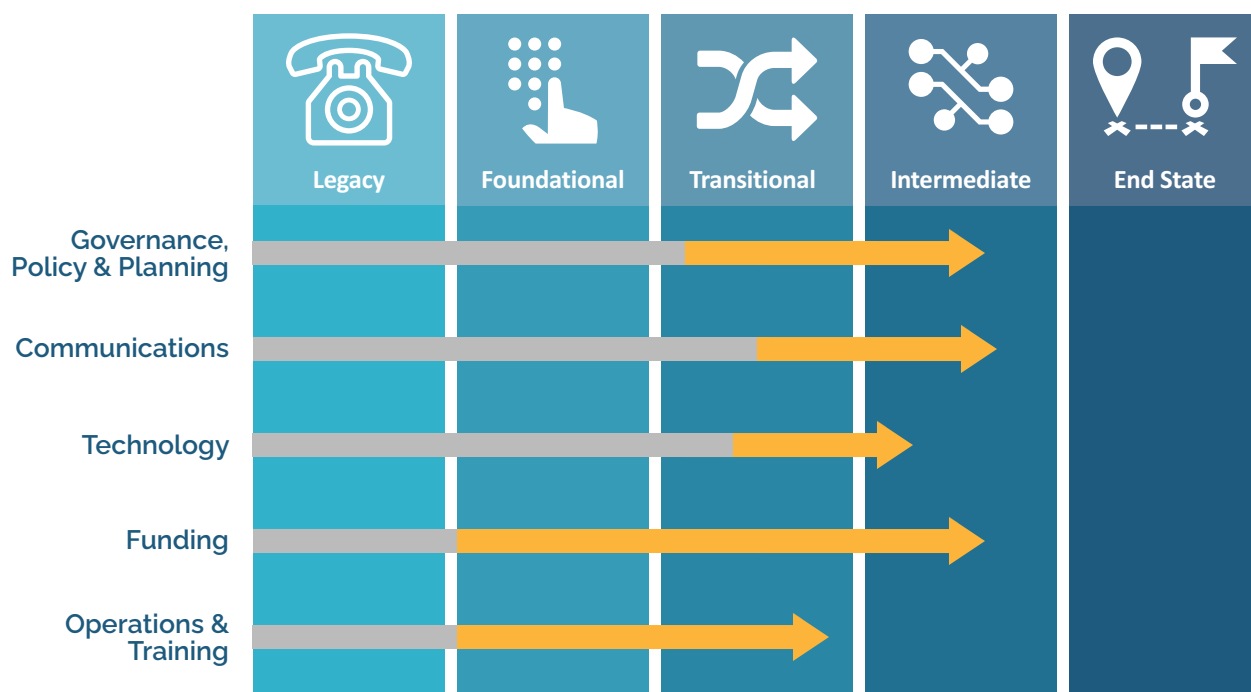 Legacy
Foundational
Transitional
Intermediate
End State
Governance,
Policy & Planning
Communications
Technology
Funding
Operations &
Training